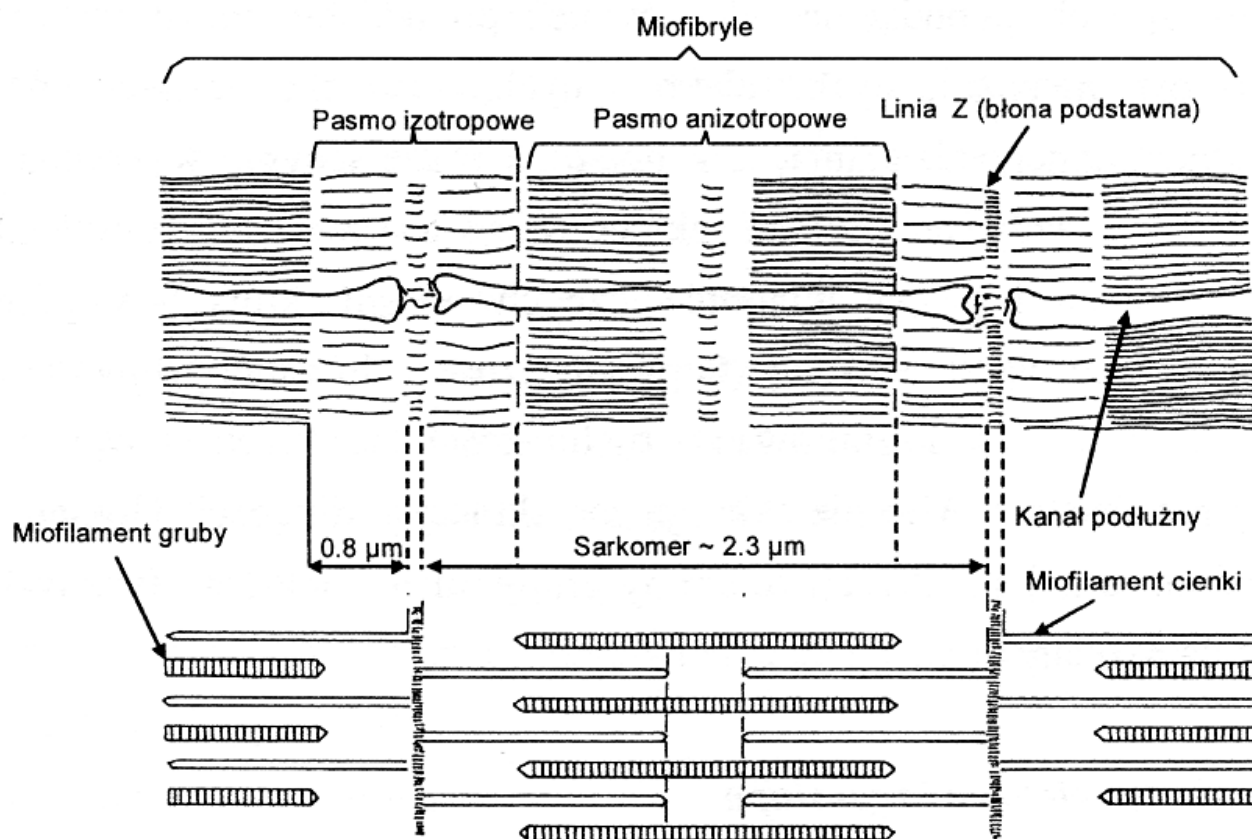 Miofibryle
Pasmo izotropowe
Pasmo anizotropowe
Linia Z (błona podstawna)
Miofilament gruby
0.8 µm
Sarkomer ~ 2.3 µm
Kanał podłużny
Miofilament cienki